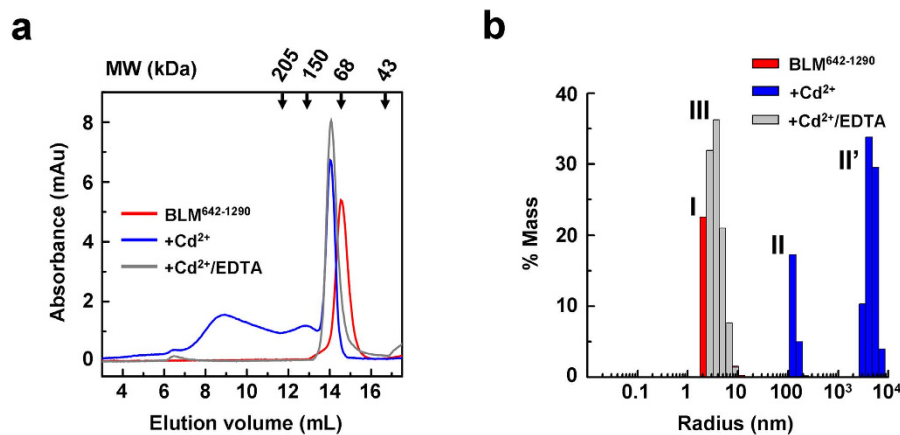 a
MW (kDa)
205
150
68
43
Absorbance (mAu)
8
6
4
2
0
BLM⁶⁴²⁻¹²⁹⁰
+Cd²⁺
+Cd²⁺/EDTA
4 6 8 10 12 14 16
Elution volume (mL)
b
% Mass
40
30
20
10
0
BLM⁶⁴²⁻¹²⁹⁰
+Cd²⁺
+Cd²⁺/EDTA
III
I
II
II'
0.1 1 10 100 10³ 10⁴
Radius (nm)